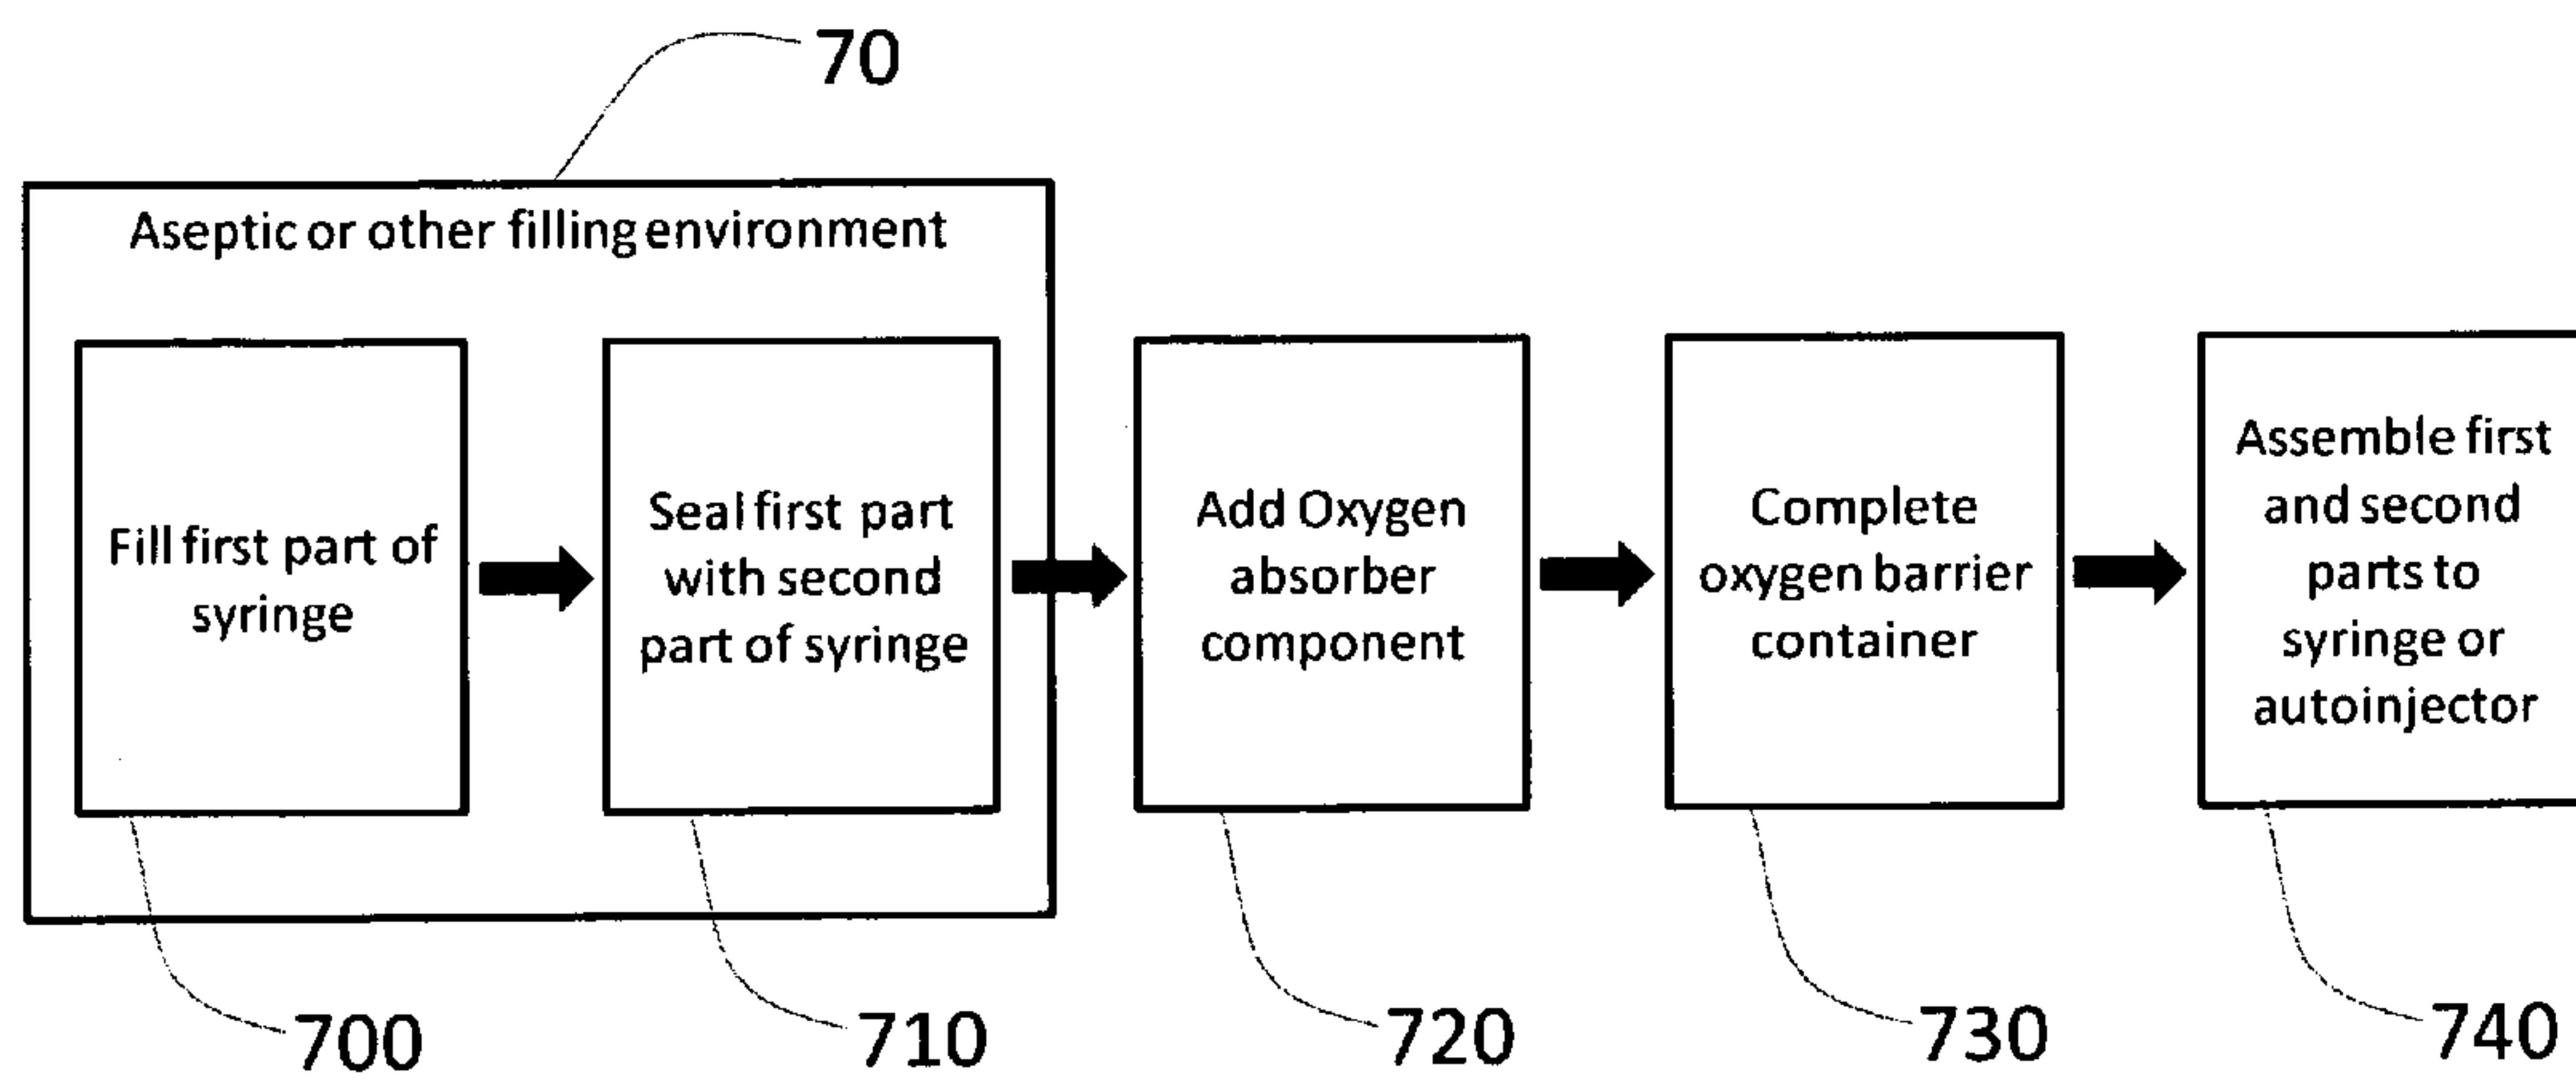 70
Aseptic or other filling environment
Fill first part of
syringe
Seal first part
with second
part of syringe
Add Oxygen
absorber
component
Complete
oxygen barrier
container
Assemble first
and second
parts to
syringe or
autoinjector
700
710
720
730
740